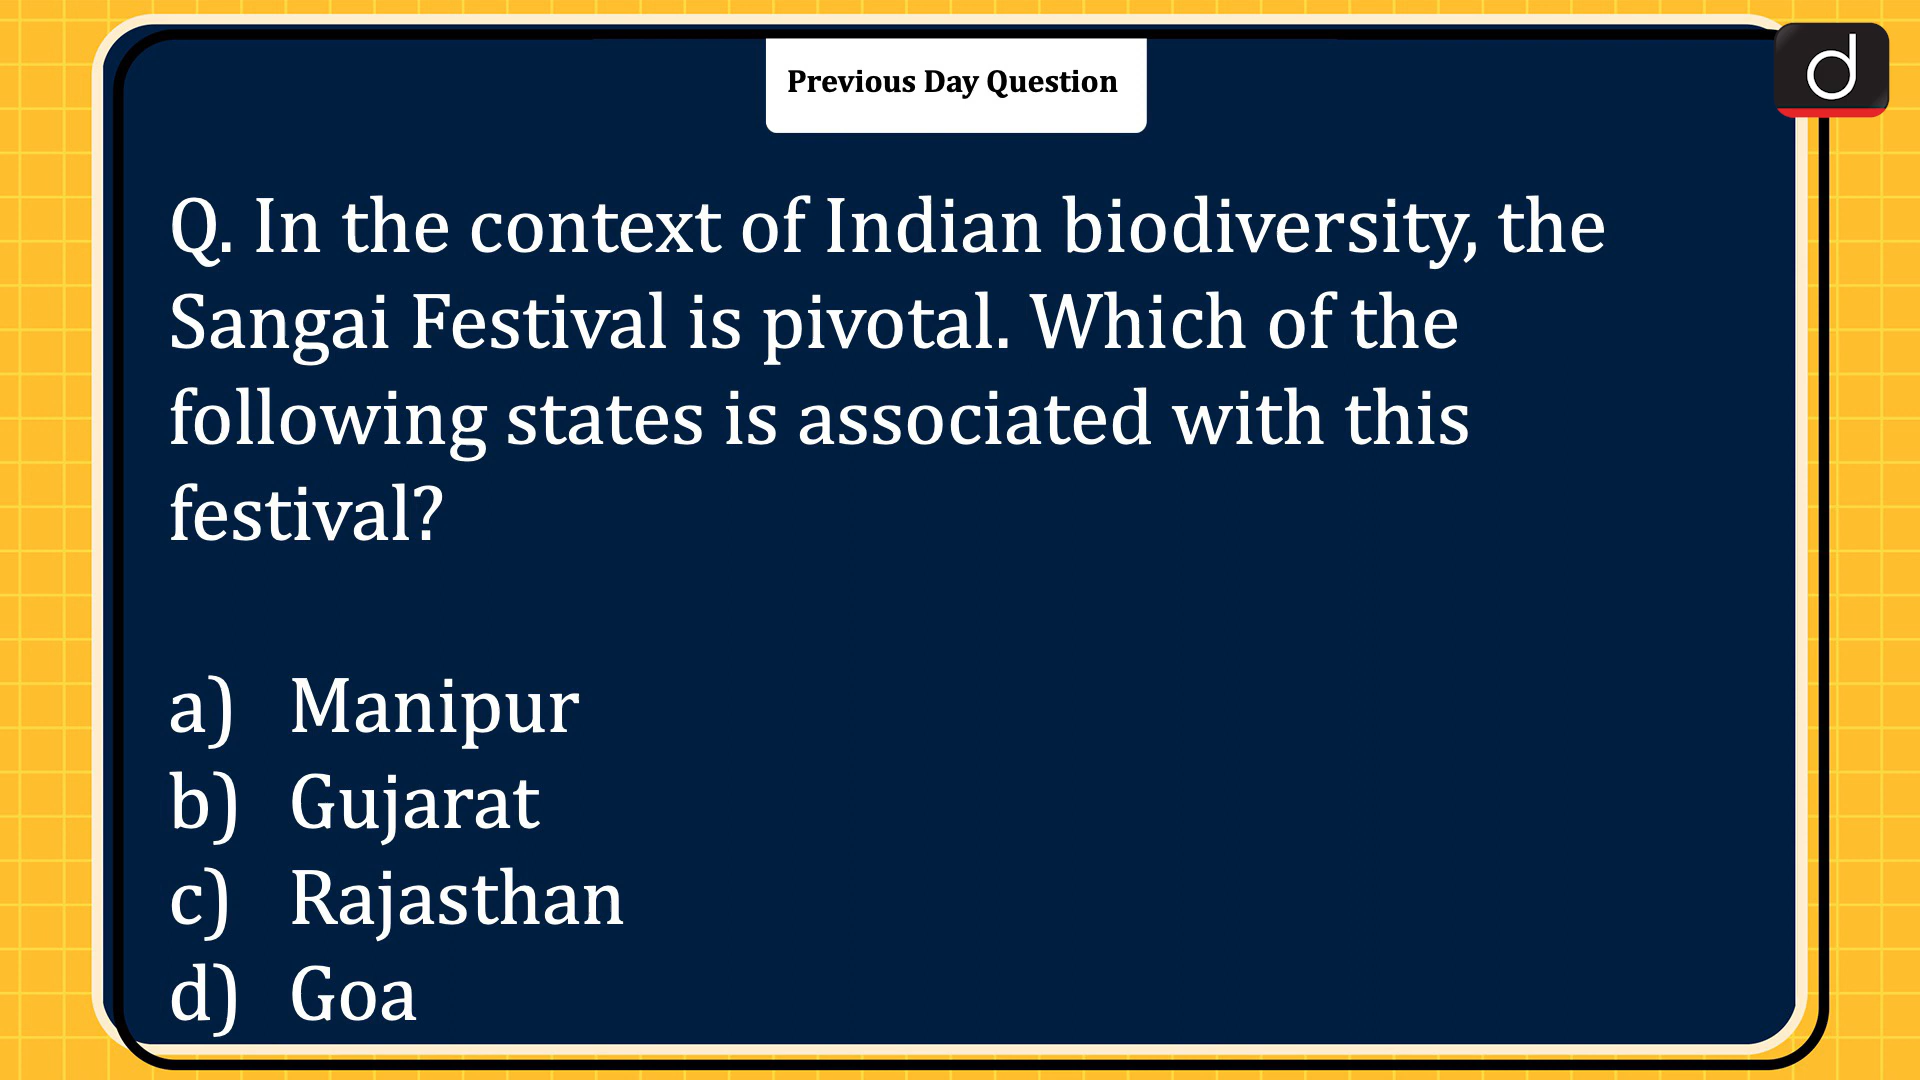 Previous Day Question
d
Q. In the context of Indian biodiversity, the
Sangai Festival is pivotal. Which of the
following states is associated with this
festival?
a) Manipur
b) Gujarat
c) Rajasthan
d) Goa